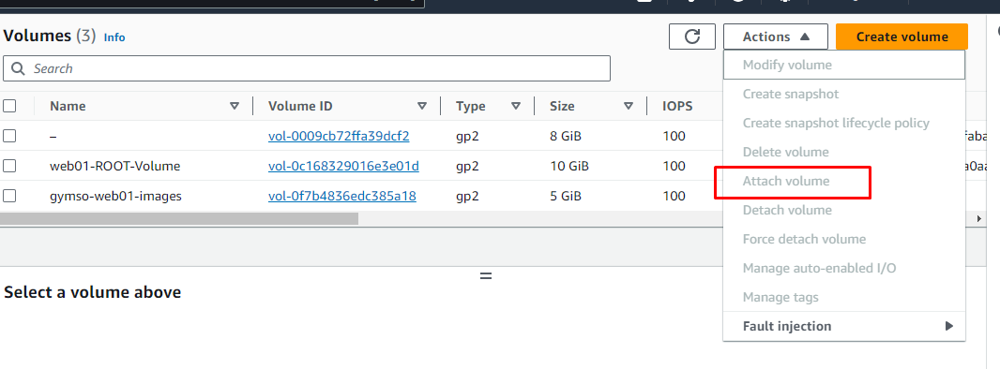 Volumes (3) Info
Actions
Create volume
Search
Name Volume ID Type Size IOPS
– vol-0009cb72ffa39dcf2 gp2 8 GiB 100
web01-ROOT-Volume vol-0c168329016e3e01d gp2 10 GiB 100
gymso-web01-images vol-0f7b4836edc385a18 gp2 5 GiB 100
Modify volume
Create snapshot
Create snapshot lifecycle policy
Delete volume
Attach volume
Detach volume
Force detach volume
Manage auto-enabled I/O
Manage tags
Fault injection
Select a volume above